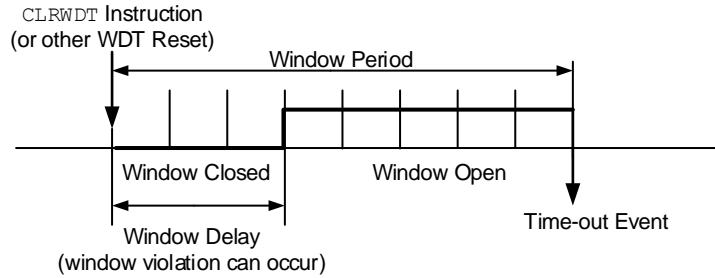 CLRWDT Instruction
(or other WDT Reset)
Window Period
Window Closed
Window Open
Window Delay
(window violation can occur)
Time-out Event